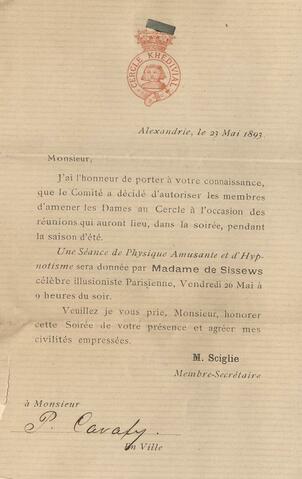 CERCLE KHEDIVIAL
Alexandrie, le 23 Mai 1893.
Monsieur,
J'ai l'honneur de porter à votre connaissance,
que le Comité a décidé d'autoriser les membres
d'amener les Dames au Cercle à l'occasion des
réunions qui auront lieu, dans la soirée, pendant
la saison d'été.
Une Séance de Physique Amusante et d'Hyp-
notisme sera donnée par Madame de Sissews
célèbre illusioniste Parisienne, Vendredi 26 Mai à
9 heures du soir.
Veuillez je vous prie, Monsieur, honorer
cette Soirée de votre présence et agréer mes
civilités empressées.
M. Sciglie
Membre-Secrétaire
à Monsieur
P. Cavafy
En Ville